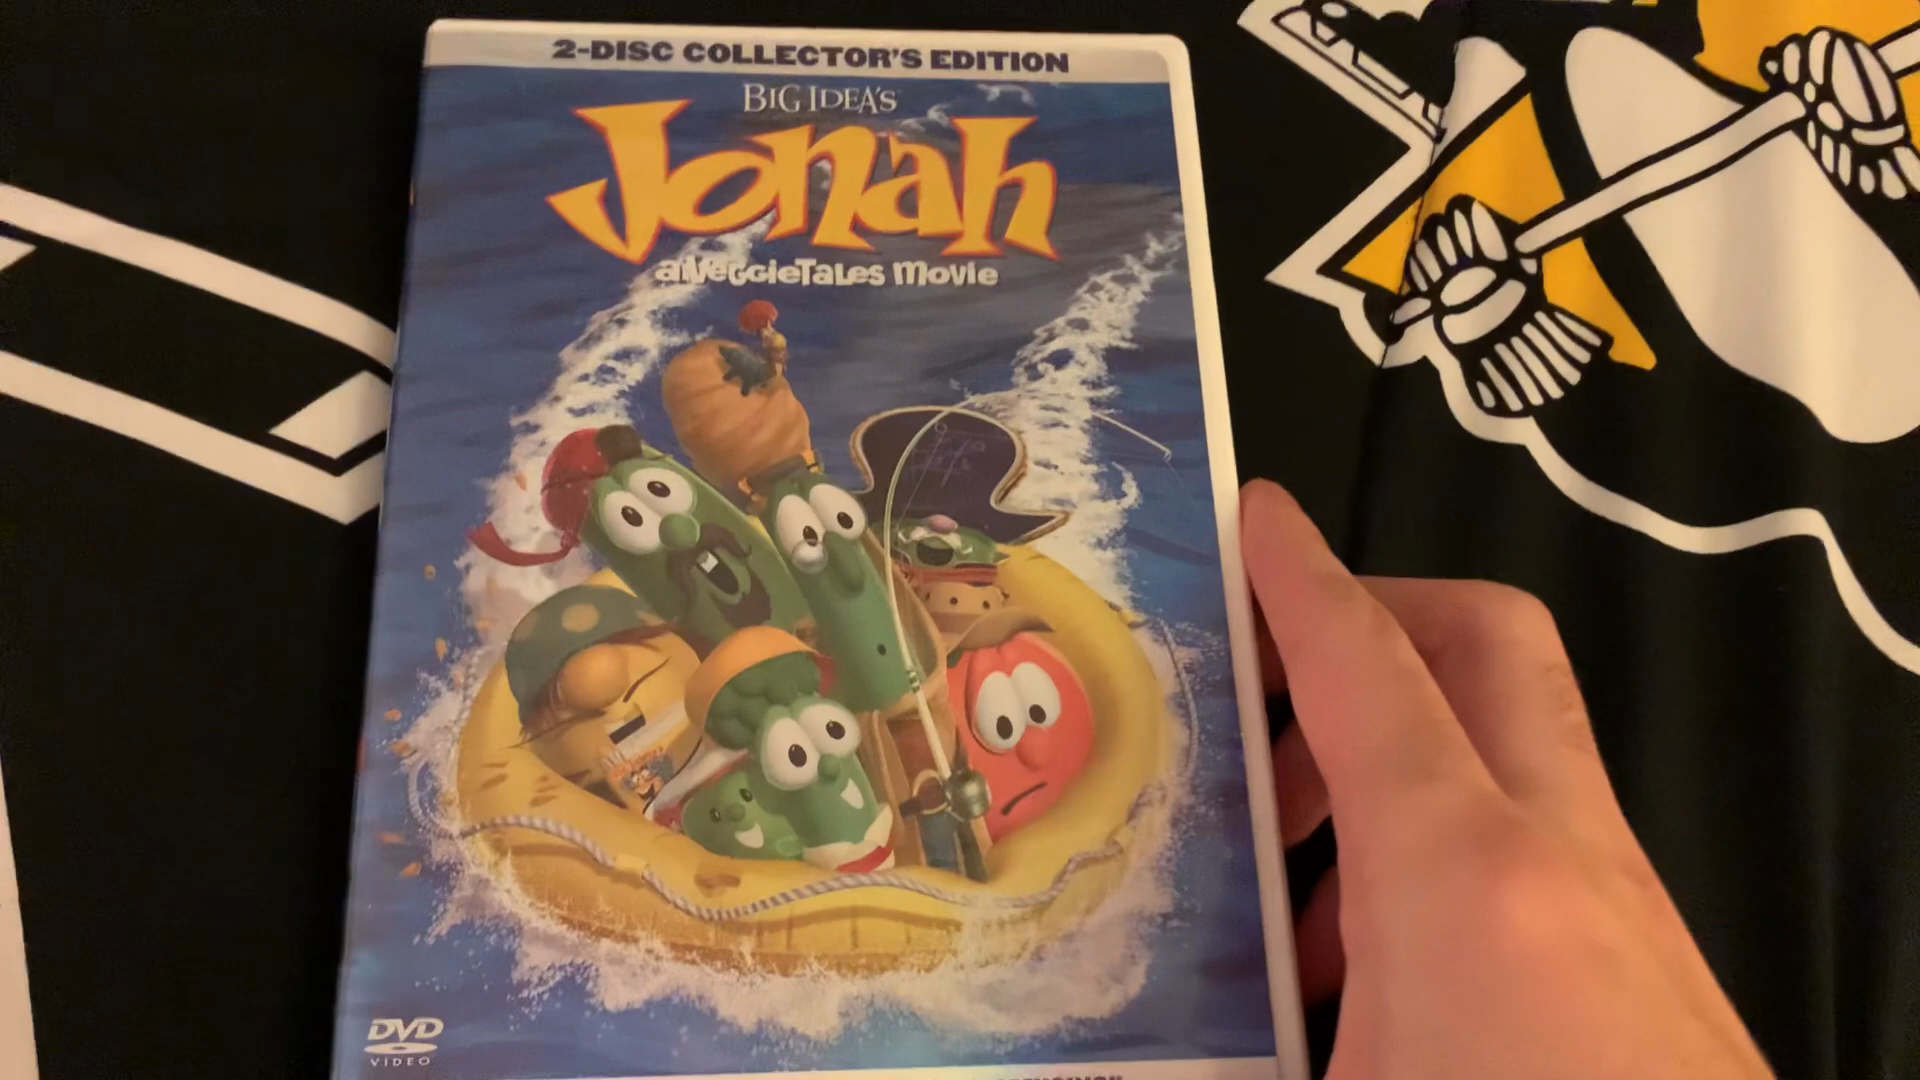 2-DISC COLLECTOR'S EDITION
BIG IDEA'S
Jonah
a VeggieTales Movie
DVD
VIDEO